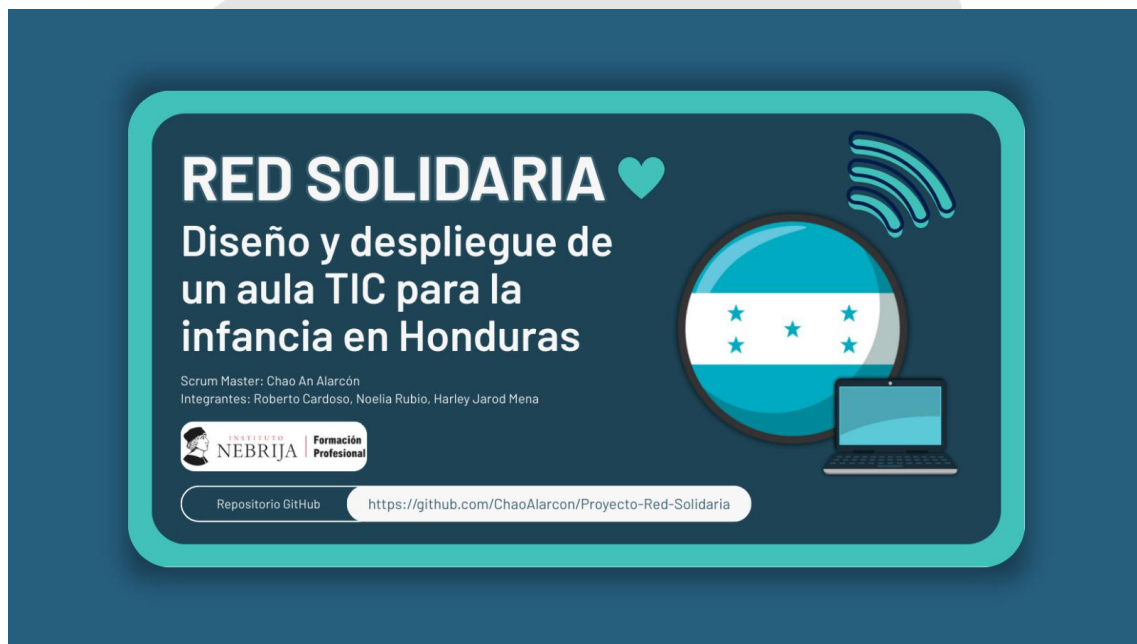 RED SOLIDARIA
Diseño y despliegue de
un aula TIC para la
infancia en Honduras
Scrum Master: Chao An Alarcón
Integrantes: Roberto Cardoso, Noelia Rubio, Harley Jarod Mena
INSTITUTO
NEBRIJA
Formación
Profesional
Repositorio GitHub
https://github.com/ChaoAlarcon/Proyecto-Red-Solidaria